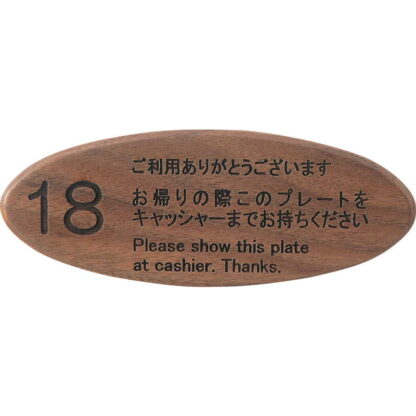 18
ご利用ありがとうございます
お帰りの際このプレートを
キャッシャーまでお持ちください
Please show this plate
at cashier. Thanks.